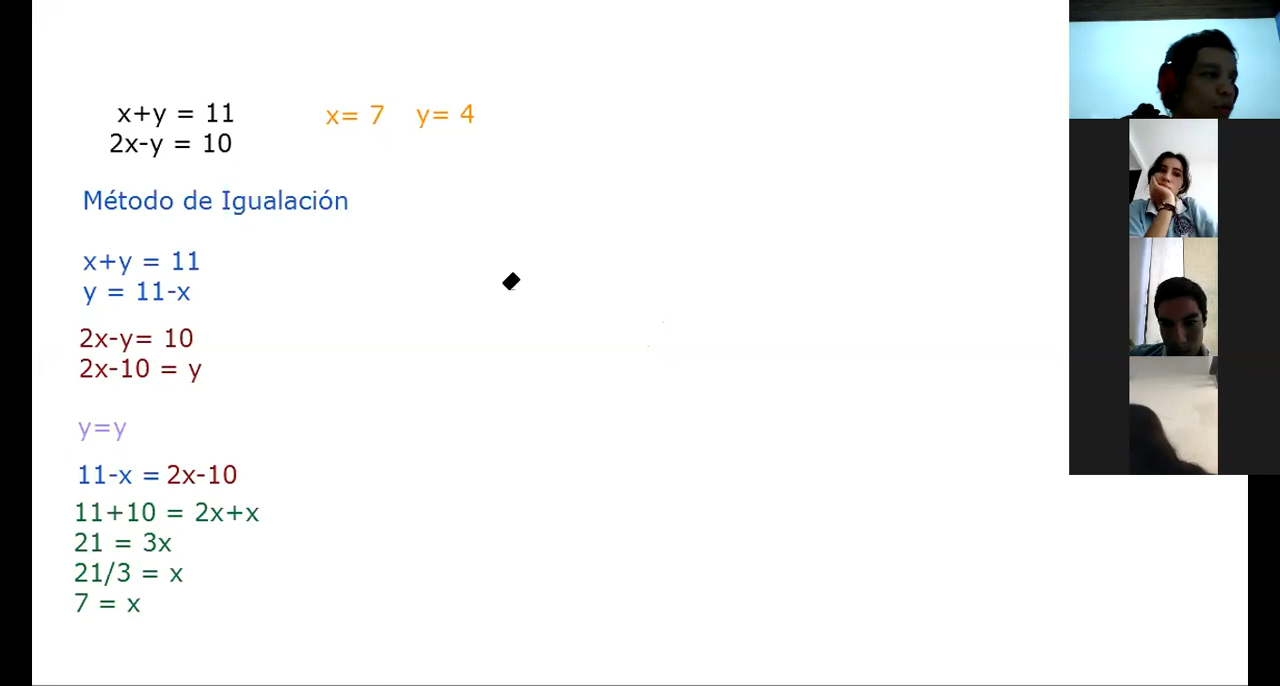 x+y = 11
2x-y = 10
x= 7 y= 4
Método de Igualación
x+y = 11
y = 11-x
2x-y= 10
2x-10 = y
y=y
11-x = 2x-10
11+10 = 2x+x
21 = 3x
21/3 = x
7 = x